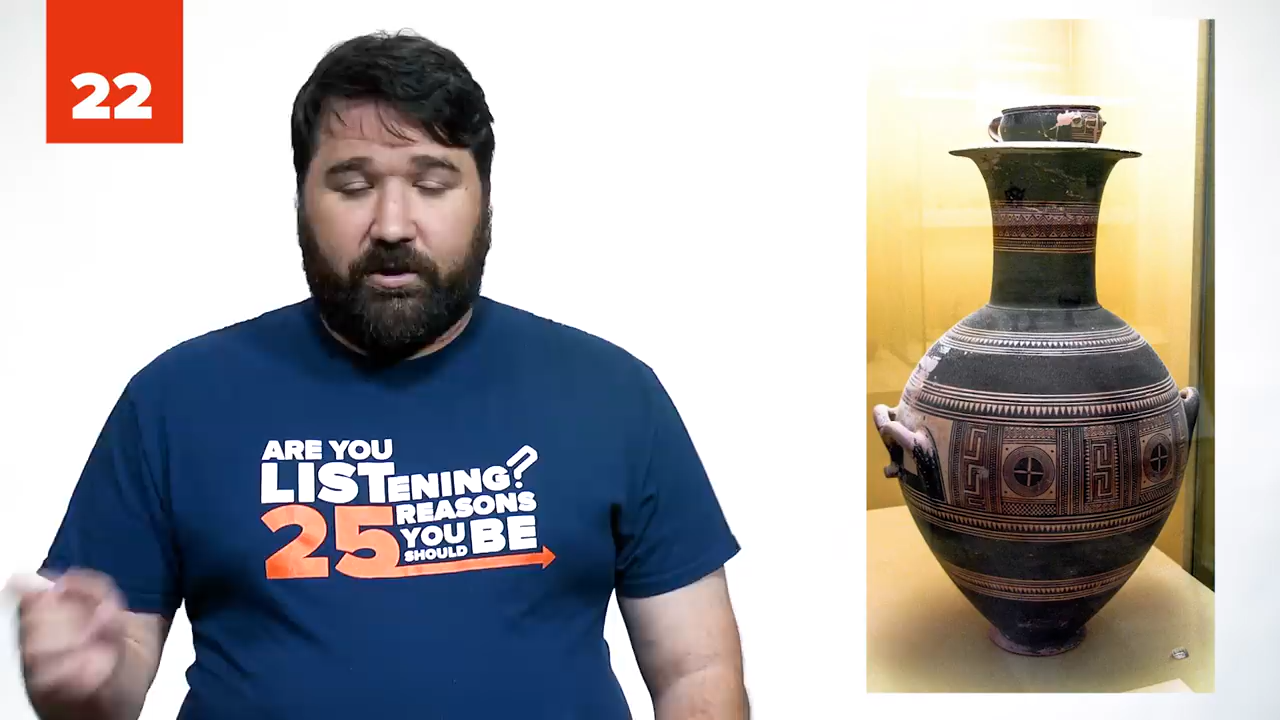 22
ARE YOU
LISTENING?
25 REASONS
YOU SHOULD BE